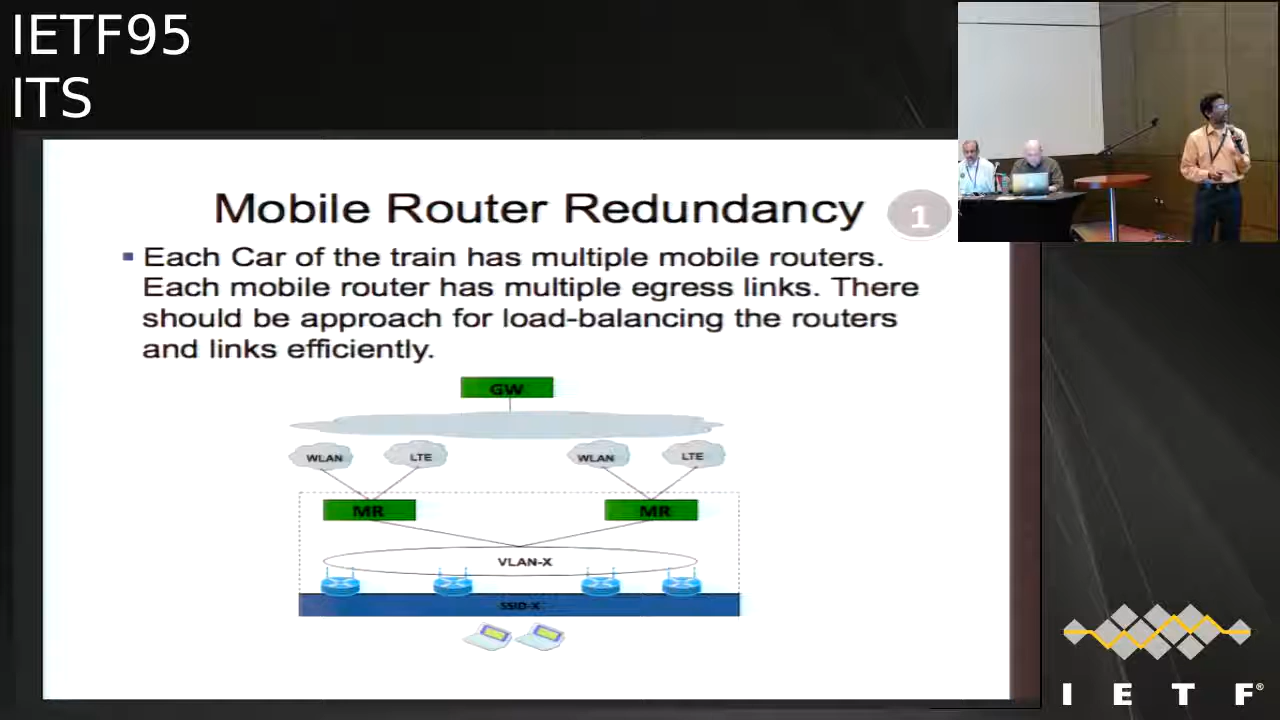 IETF95
ITS
Mobile Router Redundancy
1
Each Car of the train has multiple mobile routers.
Each mobile router has multiple egress links. There
should be approach for load-balancing the routers
and links efficiently.
GW
WLAN
LTE
WLAN
LTE
MR
MR
VLAN-X
SSID-X
I E T F®